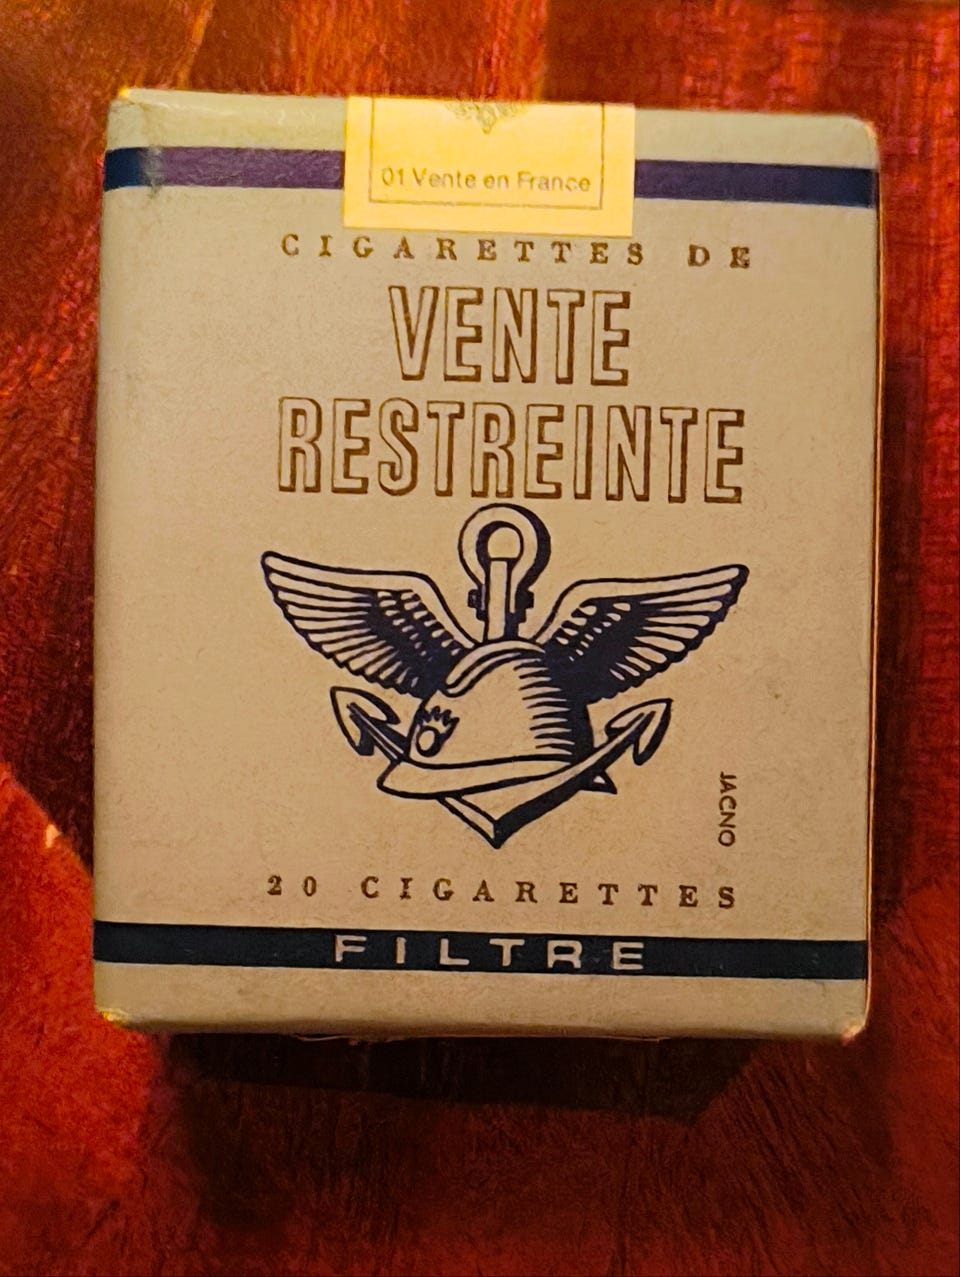 01 Vente en France
CIGARETTES DE
VENTE
RESTREINTE
JACNO
20 CIGARETTES
FILTRE